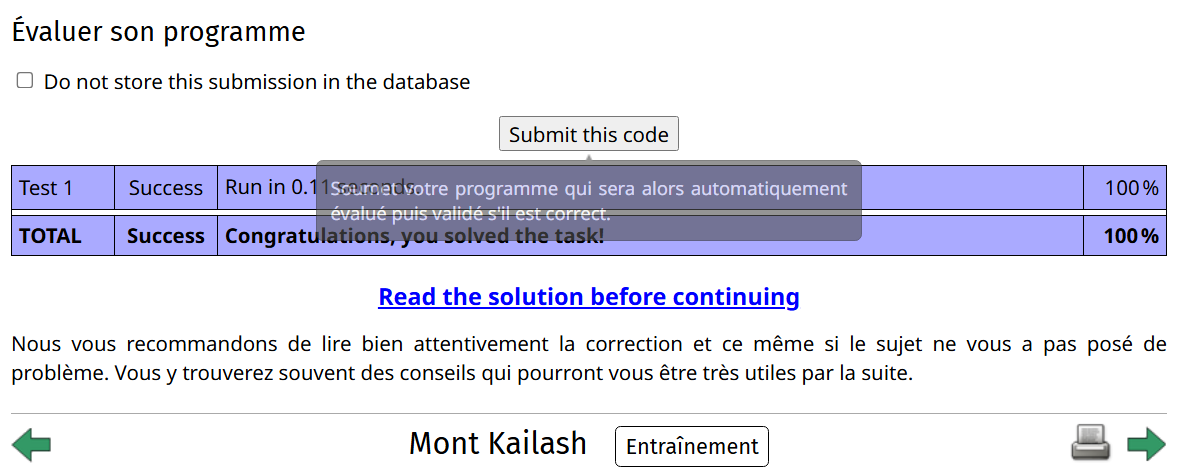 Évaluer son programme
Do not store this submission in the database
Submit this code
Test 1 Success Run in 0.11 seconds. 100 %
Soumet votre programme qui sera alors automatiquement
évalué puis validé s'il est correct.
TOTAL Success Congratulations, you solved the task! 100 %
Read the solution before continuing
Nous vous recommandons de lire bien attentivement la correction et ce même si le sujet ne vous a pas posé de
problème. Vous y trouverez souvent des conseils qui pourront vous être très utiles par la suite.
Mont Kailash Entraînement